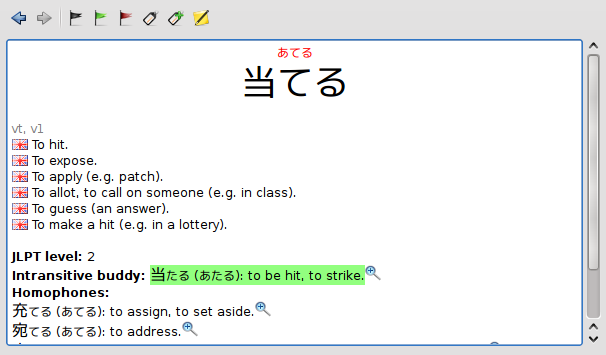 あてる
当てる
vt, v1
To hit.
To expose.
To apply (e.g. patch).
To allot, to call on someone (e.g. in class).
To guess (an answer).
To make a hit (e.g. in a lottery).
JLPT level: 2
Intransitive buddy: 当たる (あたる): to be hit, to strike.
Homophones:
充てる (あてる): to assign, to set aside.
宛てる (あてる): to address.